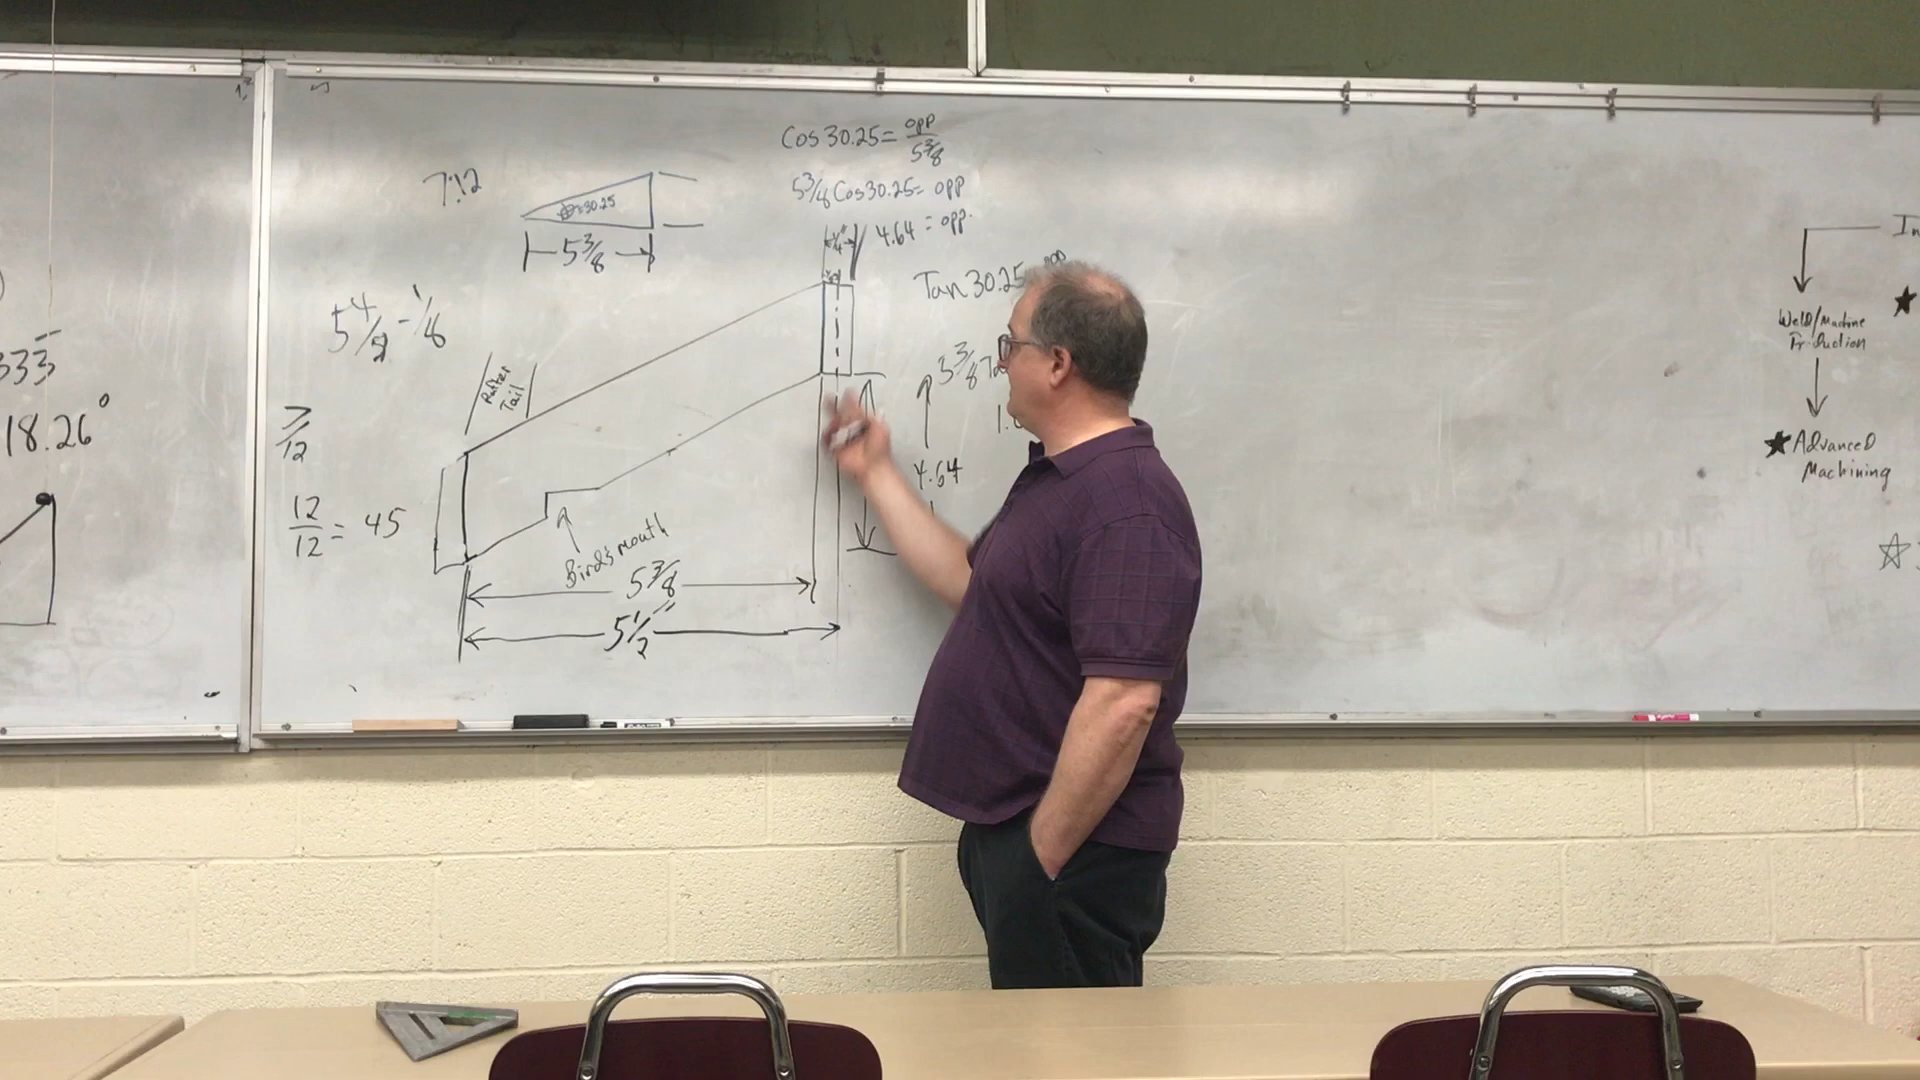 333
18.26°
7:12
30.25
5 3/8
5 4/8 - 1/8
7/12
12/12 = 45
Rafter
Tail
Bird's mouth
5 3/8
5 1/2"
Cos 30.25 = opp / 5 3/8
5 3/8 Cos 30.25 = opp
4.64 = opp.
Tan 30.25
3 3/8
4.64
Weld/Machine
Production
Advanced
Machining